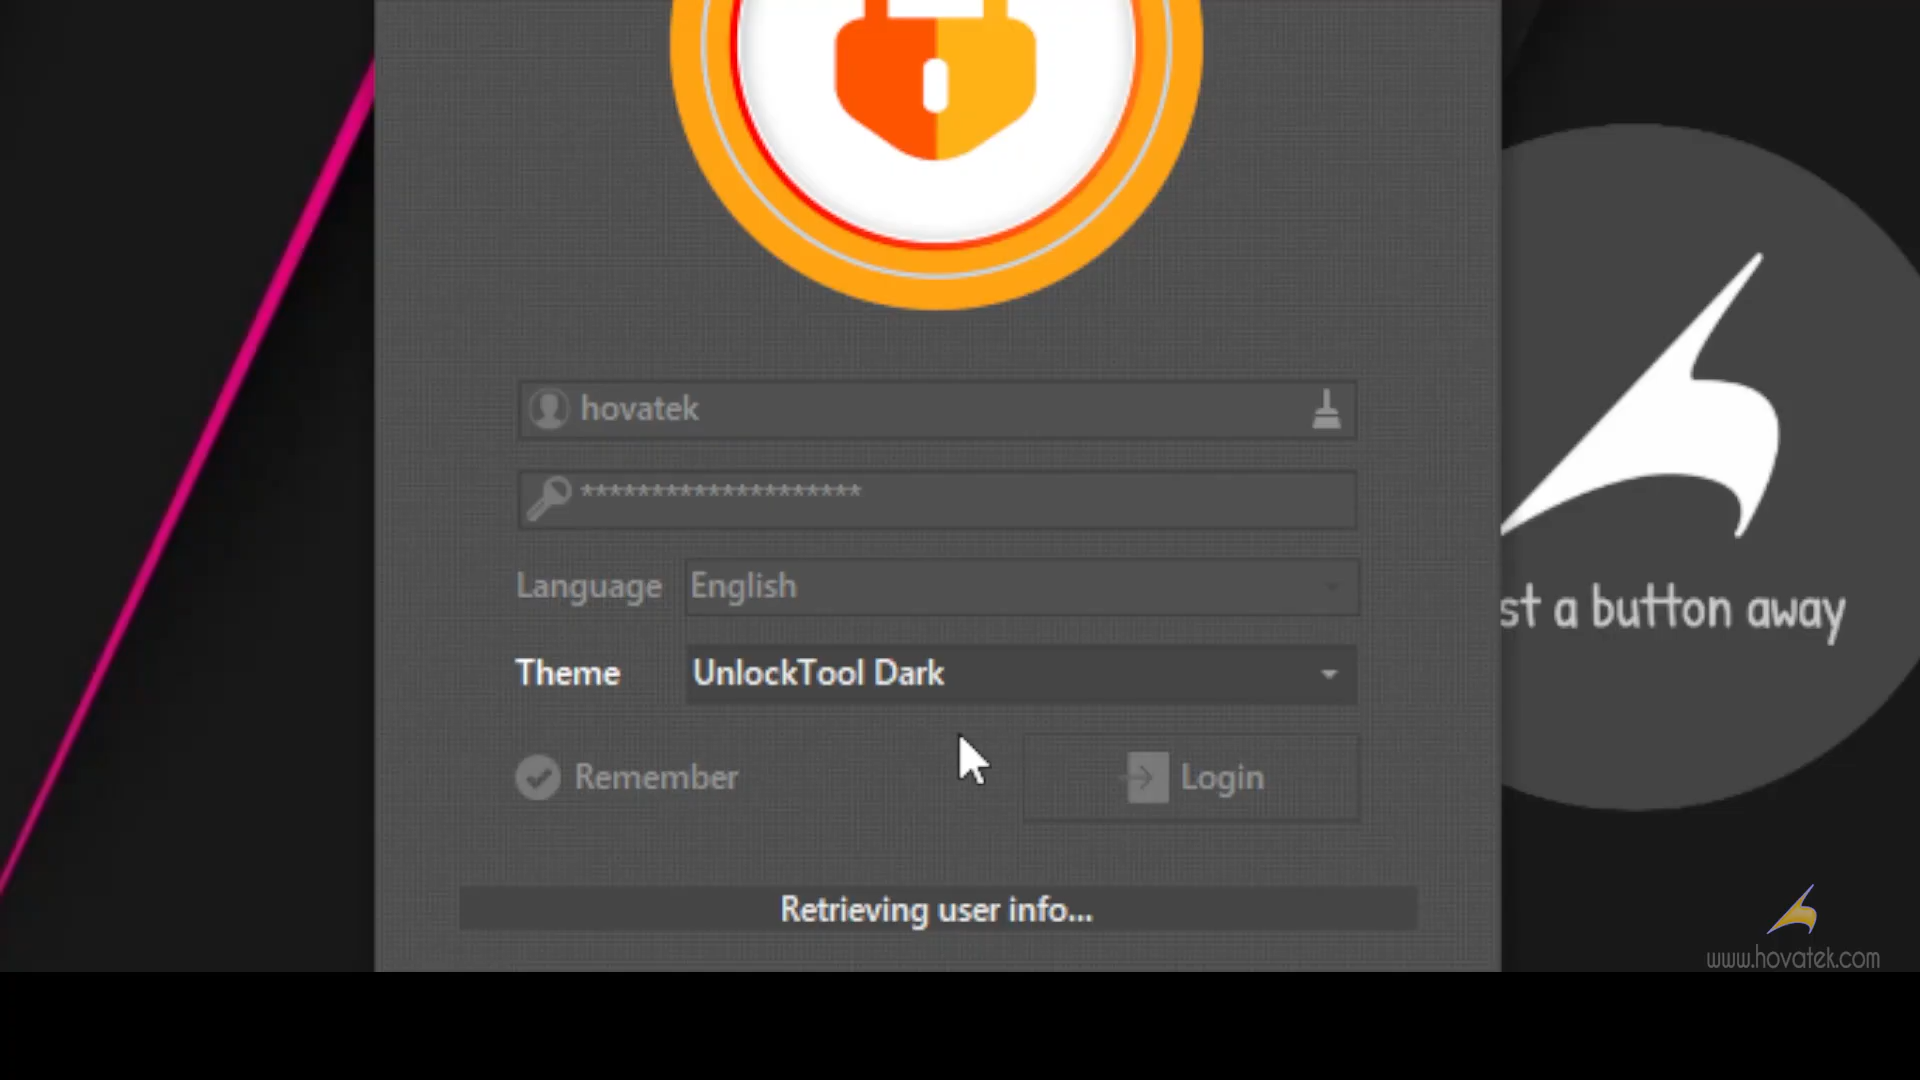 hovatek
********************
Language English
Theme UnlockTool Dark
Remember Login
Retrieving user info...
st a button away
www.hovatek.com